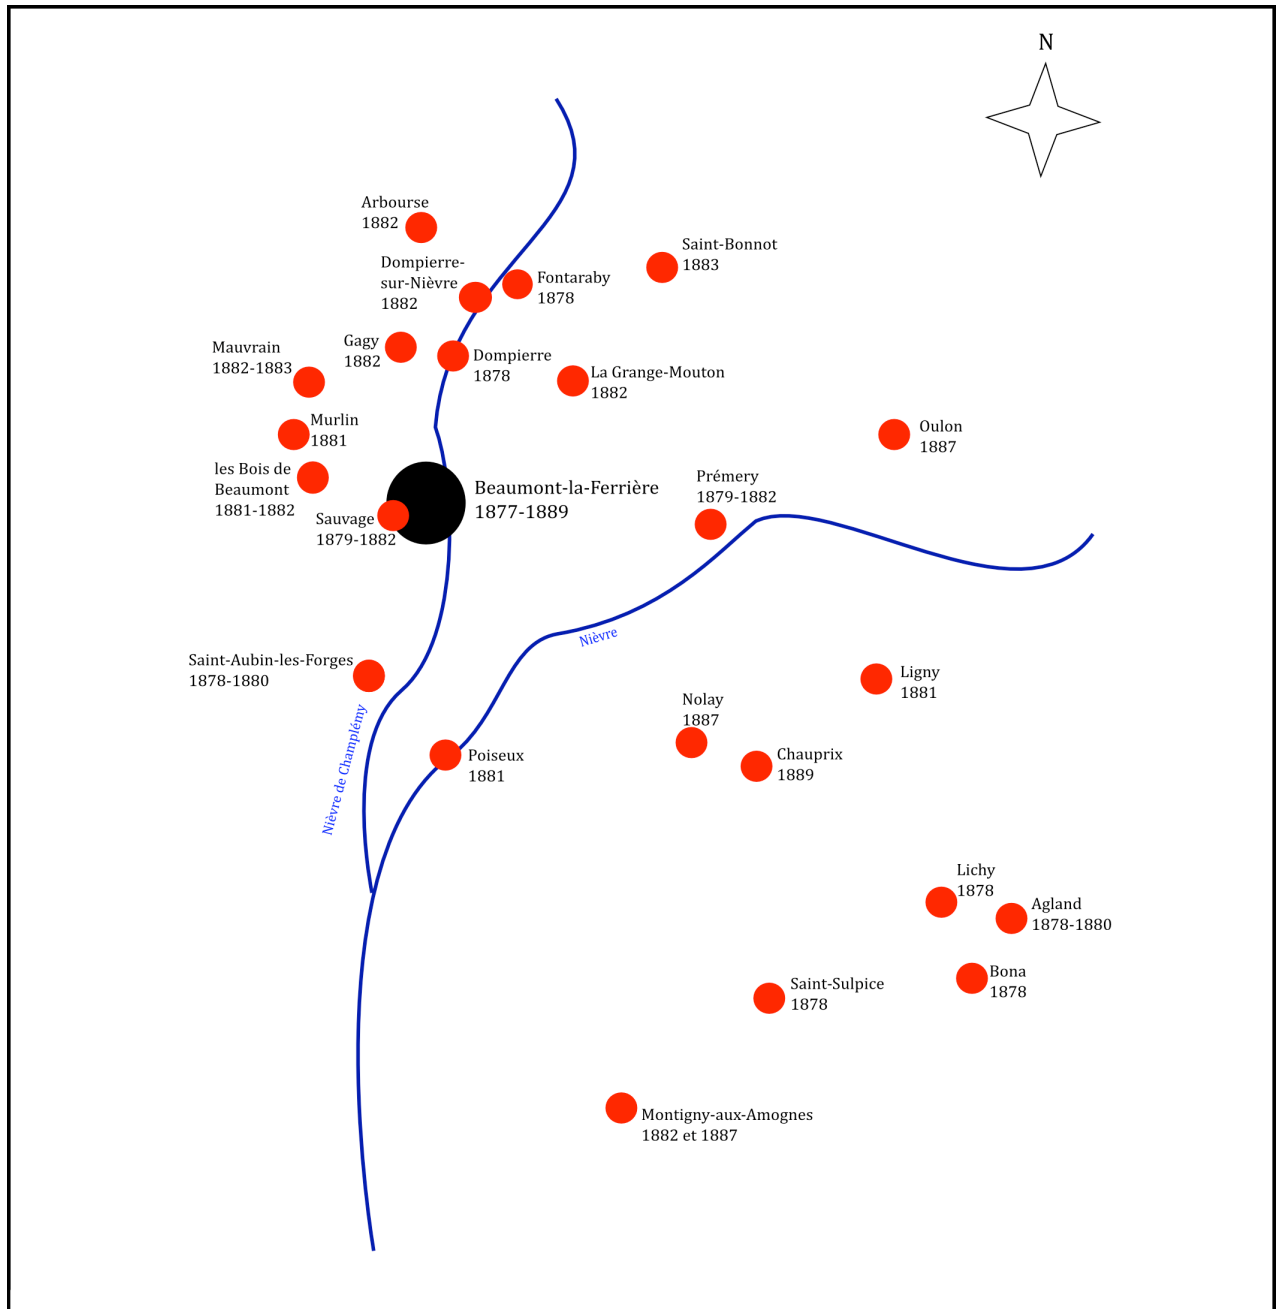 N
Arbourse
1882
Dompierre-
sur-Nièvre
1882
Fontaraby
1878
Saint-Bonnot
1883
Gagy
1882
Mauvrain
1882-1883
Dompierre
1878
La Grange-Mouton
1882
Murlin
1881
Oulon
1887
les Bois de
Beaumont
1881-1882
Beaumont-la-Ferrière
1877-1889
Prémery
1879-1882
Sauvage
1879-1882
Nièvre
Saint-Aubin-les-Forges
1878-1880
Ligny
1881
Nolay
1887
Nièvre de Champlémy
Poiseux
1881
Chauprix
1889
Lichy
1878
Agland
1878-1880
Bona
1878
Saint-Sulpice
1878
Montigny-aux-Amognes
1882 et 1887